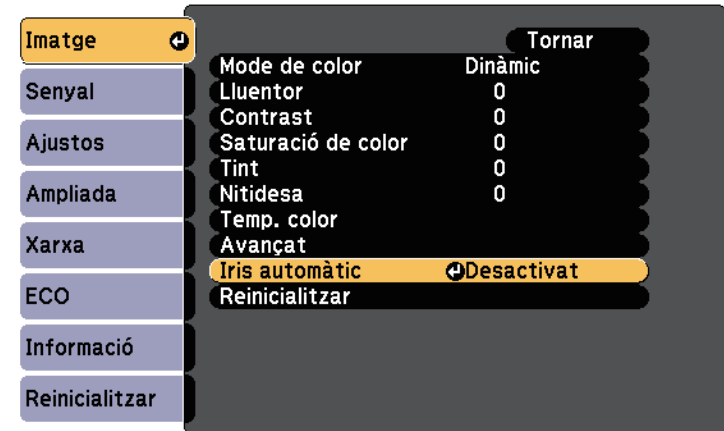 Imatge
Senyal
Ajustos
Ampliada
Xarxa
ECO
Informació
Reinicialitzar
Tornar
Mode de color Dinàmic
Lluentor 0
Contrast 0
Saturació de color 0
Tint 0
Nitidesa 0
Temp. color
Avançat
Iris automàtic Desactivat
Reinicialitzar